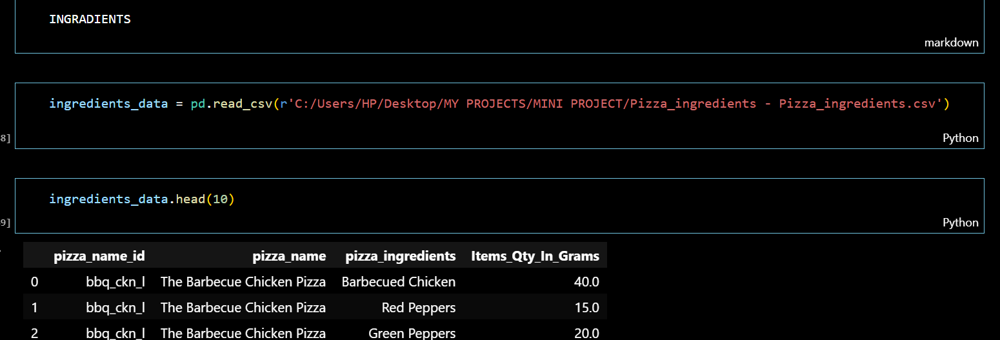 INGRADIENTS
markdown
ingredients_data = pd.read_csv(r'C:/Users/HP/Desktop/MY PROJECTS/MINI PROJECT/Pizza_ingredients - Pizza_ingredients.csv')
8]
Python
ingredients_data.head(10)
9]
Python
pizza_name_id pizza_name pizza_ingredients Items_Qty_In_Grams
0 bbq_ckn_l The Barbecue Chicken Pizza Barbecued Chicken 40.0
1 bbq_ckn_l The Barbecue Chicken Pizza Red Peppers 15.0
2 bbq_ckn_l The Barbecue Chicken Pizza Green Peppers 20.0